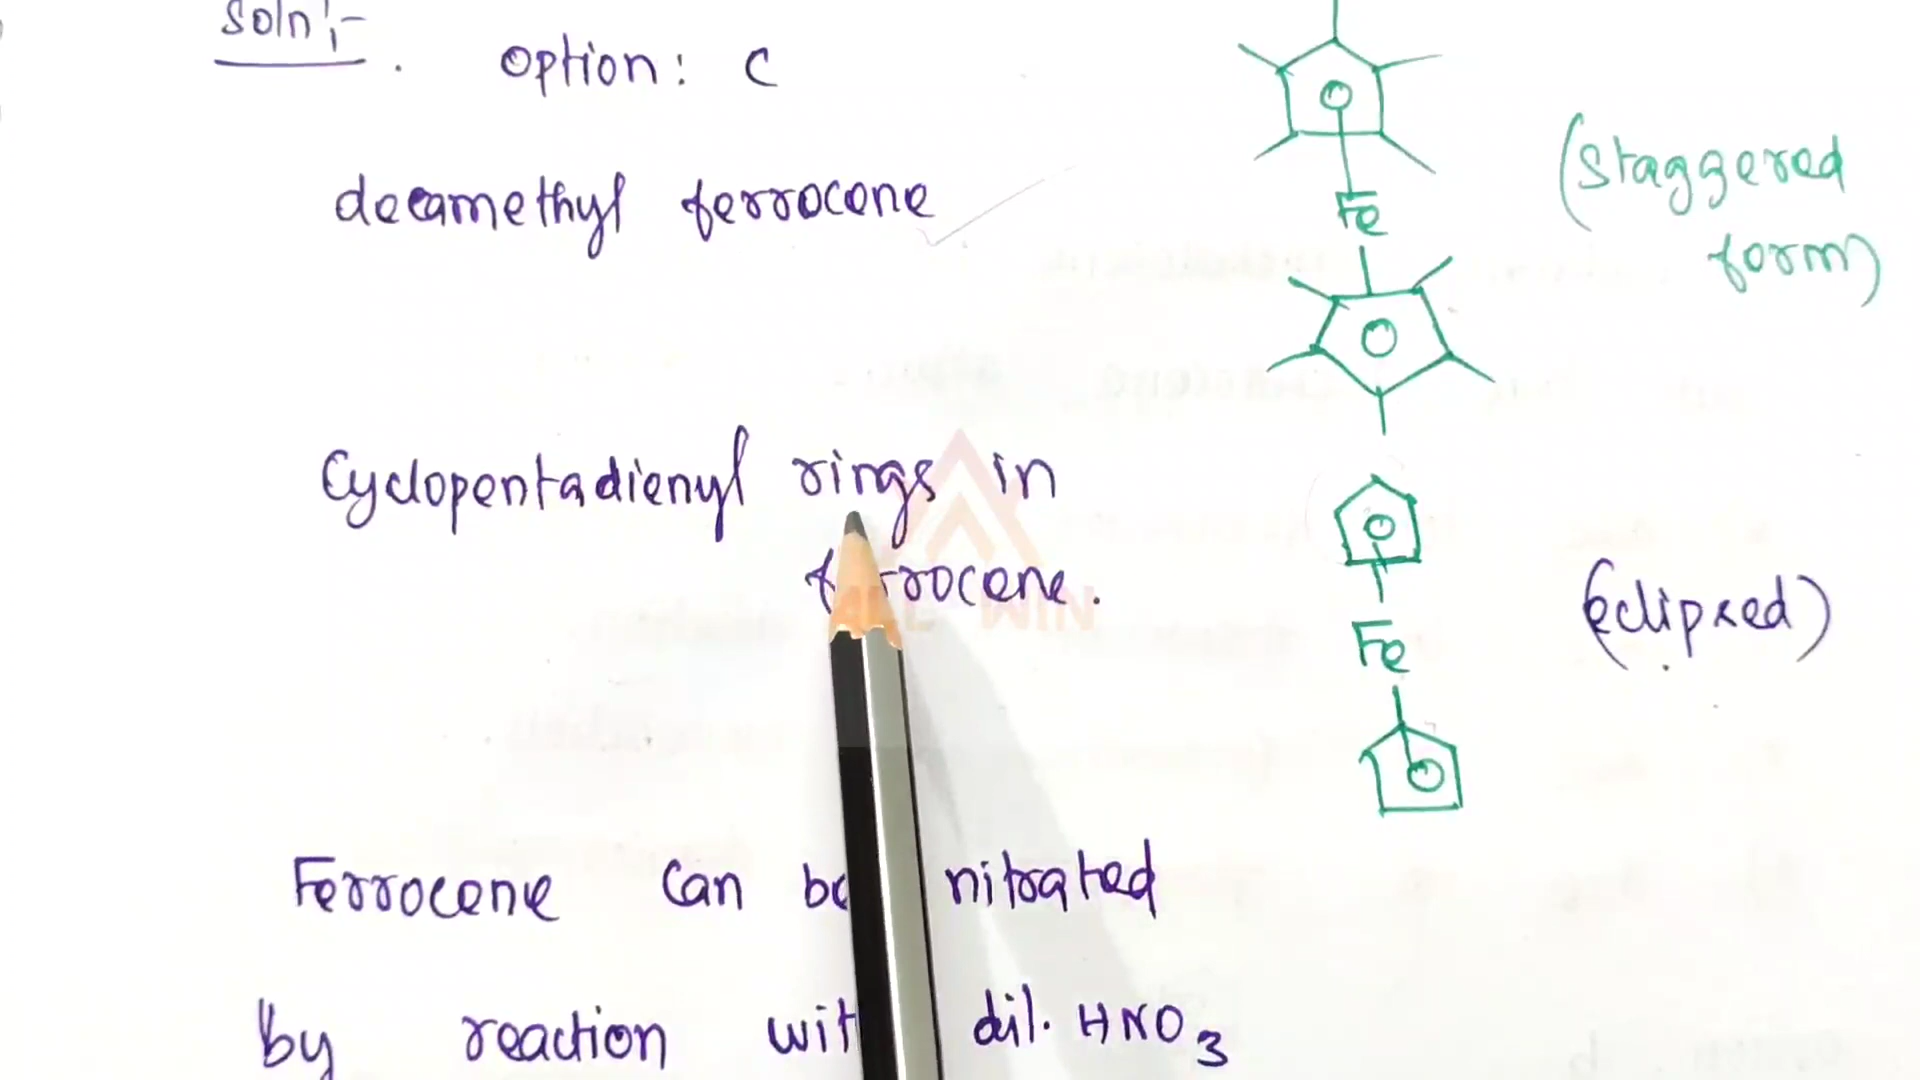 Soln:-
Option: C
decamethyl ferrocene
Fe
(Staggered
form)
Cyclopentadienyl rings in
ferrocene.
Fe
(eclipsed)
Ferrocene can be nitrated
by reaction with dil. HNO3